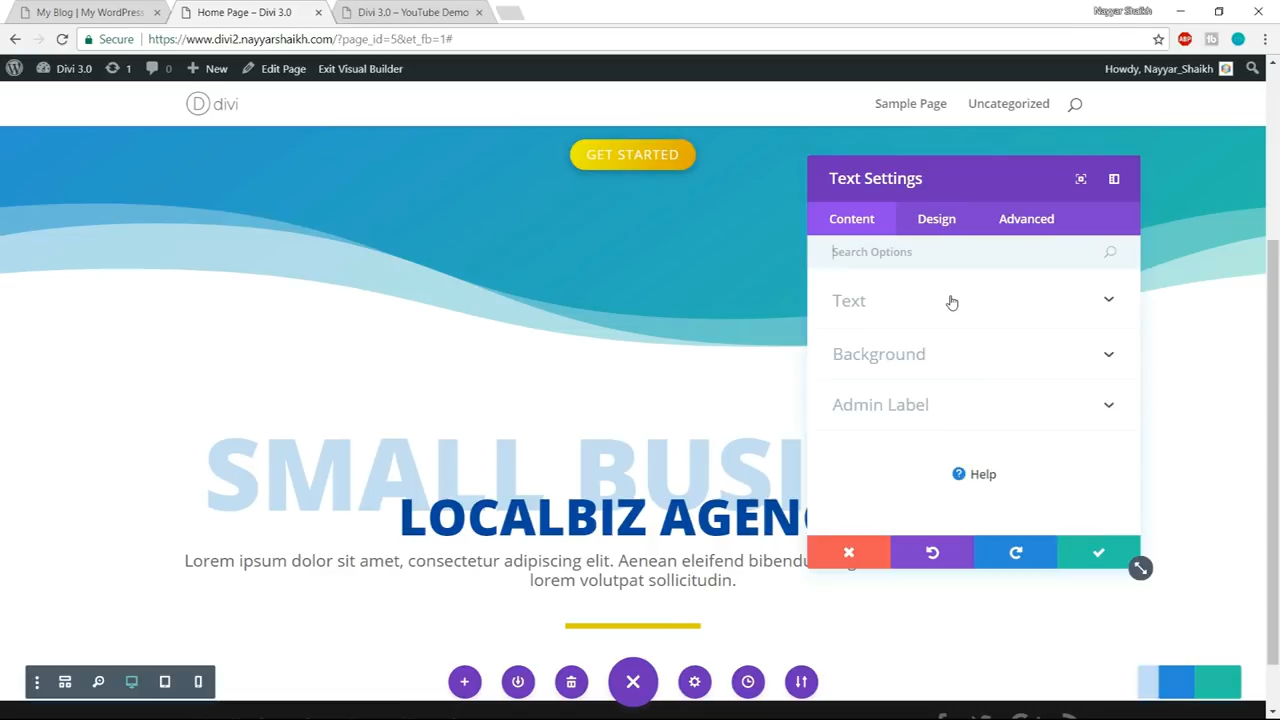 My Blog | My WordPress
Home Page – Divi 3.0
Divi 3.0 – YouTube Demo
Nayyar Shaikh
Secure
https://www.divi2.nayyarshaikh.com/?page_id=5&et_fb=1#
Divi 3.0
1
0
New
Edit Page
Exit Visual Builder
Howdy, Nayyar_Shaikh
divi
Sample Page
Uncategorized
GET STARTED
Text Settings
Content
Design
Advanced
Search Options
Text
Background
Admin Label
Help
SMALL BUSI
LOCALBIZ AGENC
Lorem ipsum dolor sit amet, consectetur adipiscing elit. Aenean eleifend bibendu
lorem volutpat sollicitudin.